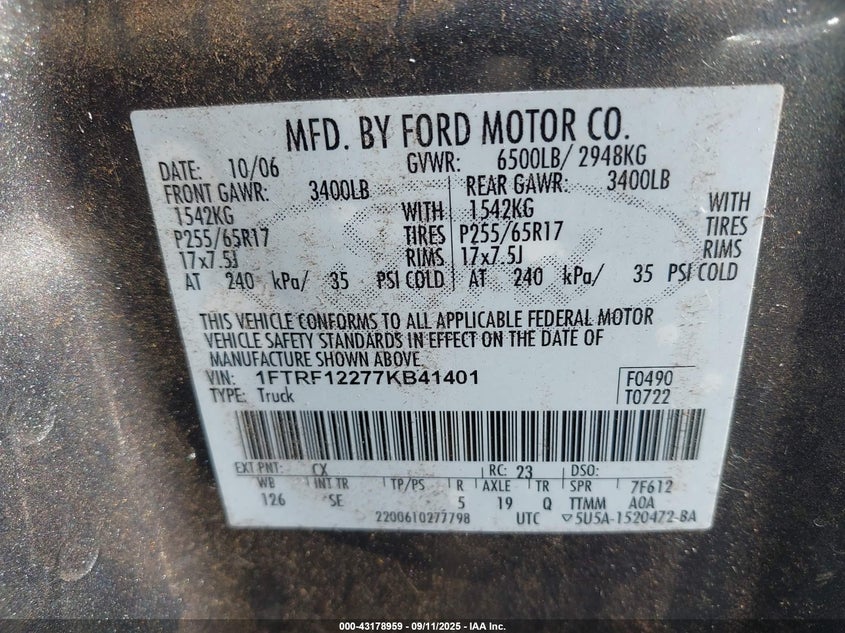 MFD. BY FORD MOTOR CO.
DATE: 10/06 GVWR: 6500LB/ 2948KG
FRONT GAWR: 3400LB REAR GAWR: 3400LB
1542KG WITH 1542KG WITH
P255/65R17 TIRES P255/65R17 TIRES
17x7.5J RIMS 17x7.5J RIMS
AT 240 kPa/ 35 PSI COLD AT 240 kPa/ 35 PSI COLD
THIS VEHICLE CONFORMS TO ALL APPLICABLE FEDERAL MOTOR
VEHICLE SAFETY STANDARDS IN EFFECT ON THE DATE OF
MANUFACTURE SHOWN ABOVE.
VIN: 1FTRF12277KB41401 F0490
TYPE: Truck T0722
EXT PNT: CX RC: 23 DSO:
WB INT TR TP/PS R AXLE TR SPR 7F612
126 SE 5 19 Q TTMM AOA
2200610277798 UTC ▽5U5A-1520472-BA
000-43178959 - 09/11/2025 - IAA Inc.